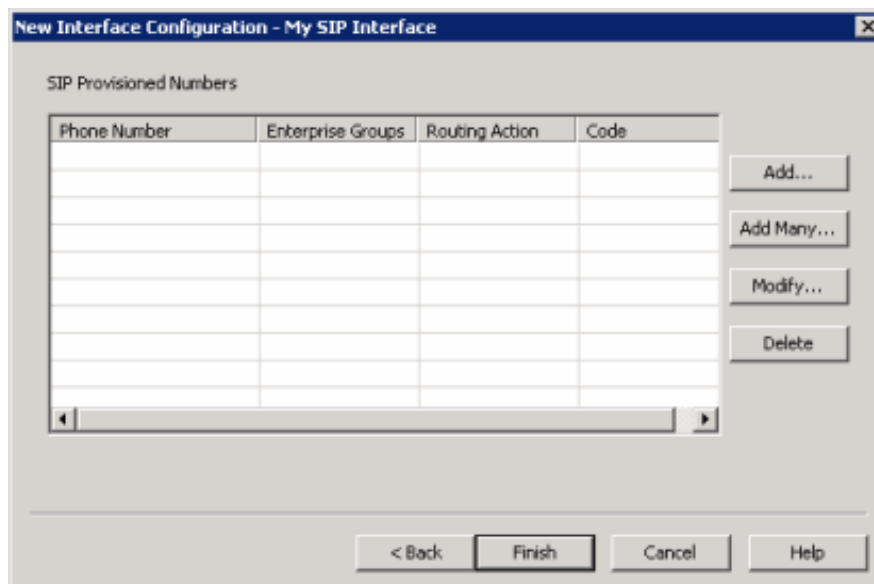 New Interface Configuration - My SIP Interface
SIP Provisioned Numbers
Phone Number Enterprise Groups Routing Action Code
Add...
Add Many...
Modify...
Delete
< Back Finish Cancel Help